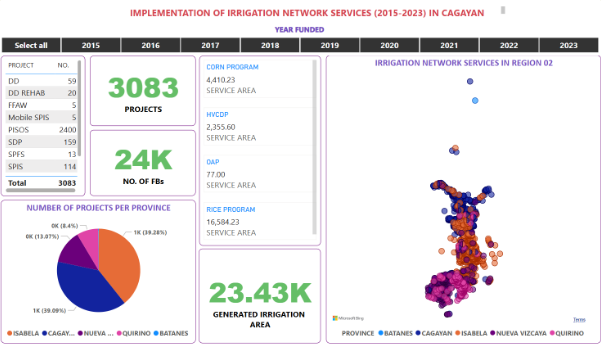 IMPLEMENTATION OF IRRIGATION NETWORK SERVICES (2015-2023) IN CAGAYAN
YEAR FUNDED
Select all 2015 2016 2017 2018 2019 2020 2021 2022 2023
PROJECT NO.
DD 59
DD REHAB 20
FFAW 5
Mobile SPIS 5
PISOS 2400
SDP 159
SPFS 13
SPIS 114
Total 3083
3083
PROJECTS
24K
NO. OF FBs
CORN PROGRAM
4,410.23
SERVICE AREA
HVCDP
2,355.60
SERVICE AREA
OAP
77.00
SERVICE AREA
RICE PROGRAM
16,584.23
SERVICE AREA
23.43K
GENERATED IRRIGATION
AREA
NUMBER OF PROJECTS PER PROVINCE
0K (8.4%)
0K (13.07%)
1K (39.28%)
1K (39.09%)
ISABELA CAGAY... NUEVA ... QUIRINO BATANES
IRRIGATION NETWORK SERVICES IN REGION 02
Microsoft Bing
Terms
PROVINCE BATANES CAGAYAN ISABELA NUEVA VIZCAYA QUIRINO